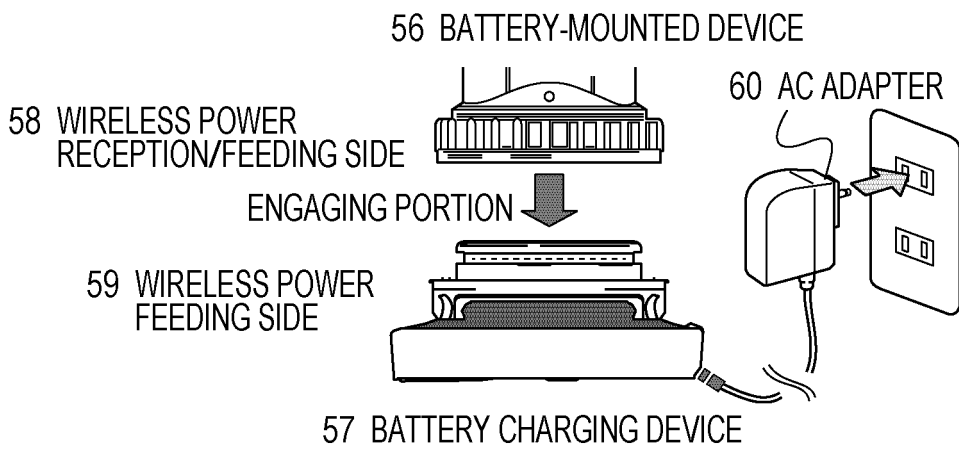 56 BATTERY-MOUNTED DEVICE
60 AC ADAPTER
58 WIRELESS POWER
RECEPTION/FEEDING SIDE
ENGAGING PORTION
59 WIRELESS POWER
FEEDING SIDE
57 BATTERY CHARGING DEVICE